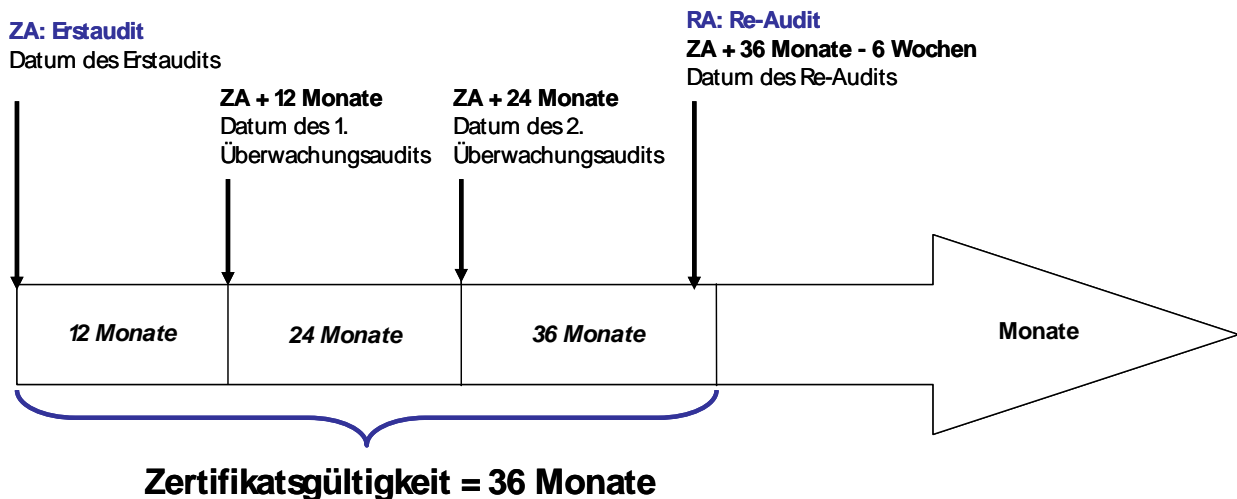 ZA: Erstaudit
Datum des Erstaudits
RA: Re-Audit
ZA + 36 Monate - 6 Wochen
Datum des Re-Audits
ZA + 12 Monate
Datum des 1.
Überwachungsaudits
ZA + 24 Monate
Datum des 2.
Überwachungsaudits
12 Monate
24 Monate
36 Monate
Monate
Zertifikatsgültigkeit = 36 Monate